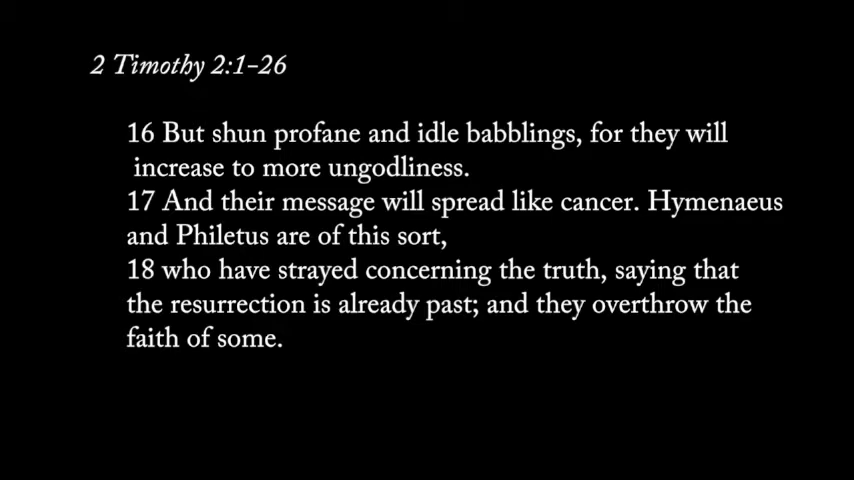 2 Timothy 2:1-26
16 But shun profane and idle babblings, for they will
increase to more ungodliness.
17 And their message will spread like cancer. Hymenaeus
and Philetus are of this sort,
18 who have strayed concerning the truth, saying that
the resurrection is already past; and they overthrow the
faith of some.